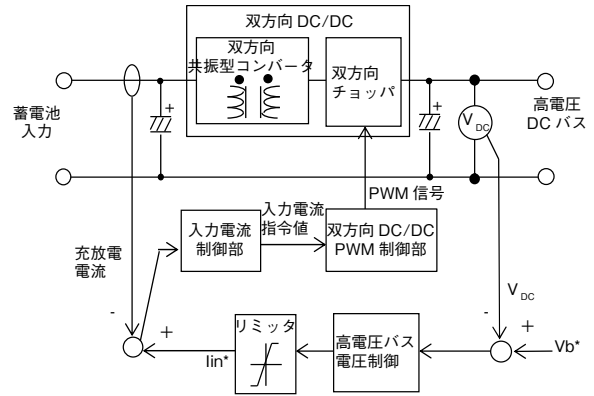 双方向 DC/DC
双方向
共振型コンバータ
双方向
チョッパ
蓄電池
入力
+
+
V DC
高電圧
DC バス
PWM 信号
入力電流
制御部
入力電流
指令値
双方向 DC/DC
PWM 制御部
充放電
電流
V DC
-
+
Iin*
リミッタ
高電圧バス
電圧制御
-
+
Vb*